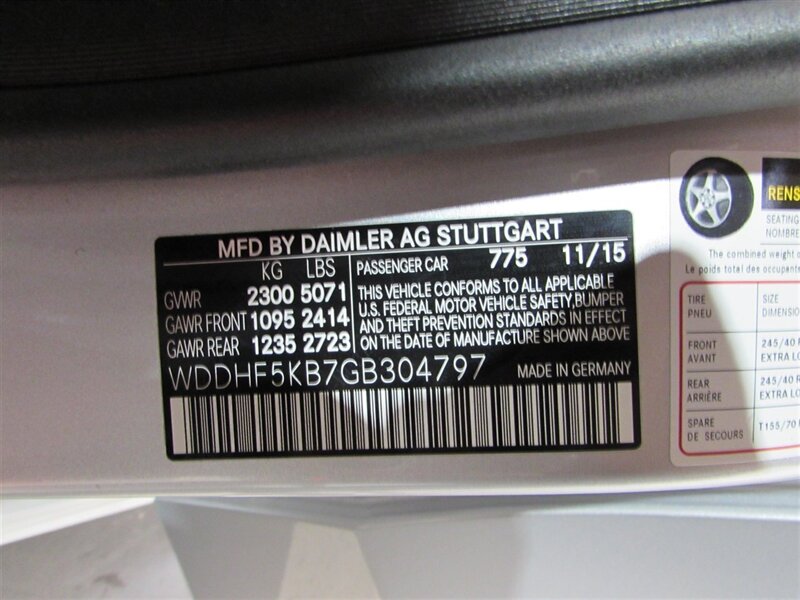 MFD BY DAIMLER AG STUTTGART
KG LBS
GVWR 2300 5071
GAWR FRONT 1095 2414
GAWR REAR 1235 2723
PASSENGER CAR 775 11/15
THIS VEHICLE CONFORMS TO ALL APPLICABLE
U.S. FEDERAL MOTOR VEHICLE SAFETY, BUMPER
AND THEFT PREVENTION STANDARDS IN EFFECT
ON THE DATE OF MANUFACTURE SHOWN ABOVE.
WDDHF5KB7GB304797 MADE IN GERMANY
RENS
SEATING
NOMBRE
The combined weight o
Le poids total des occupants
TIRE SIZE
PNEU DIMENSION
FRONT 245/40 R
AVANT EXTRA LO
REAR 245/40 R
ARRIÈRE EXTRA LO
SPARE T155/70
DE SECOURS